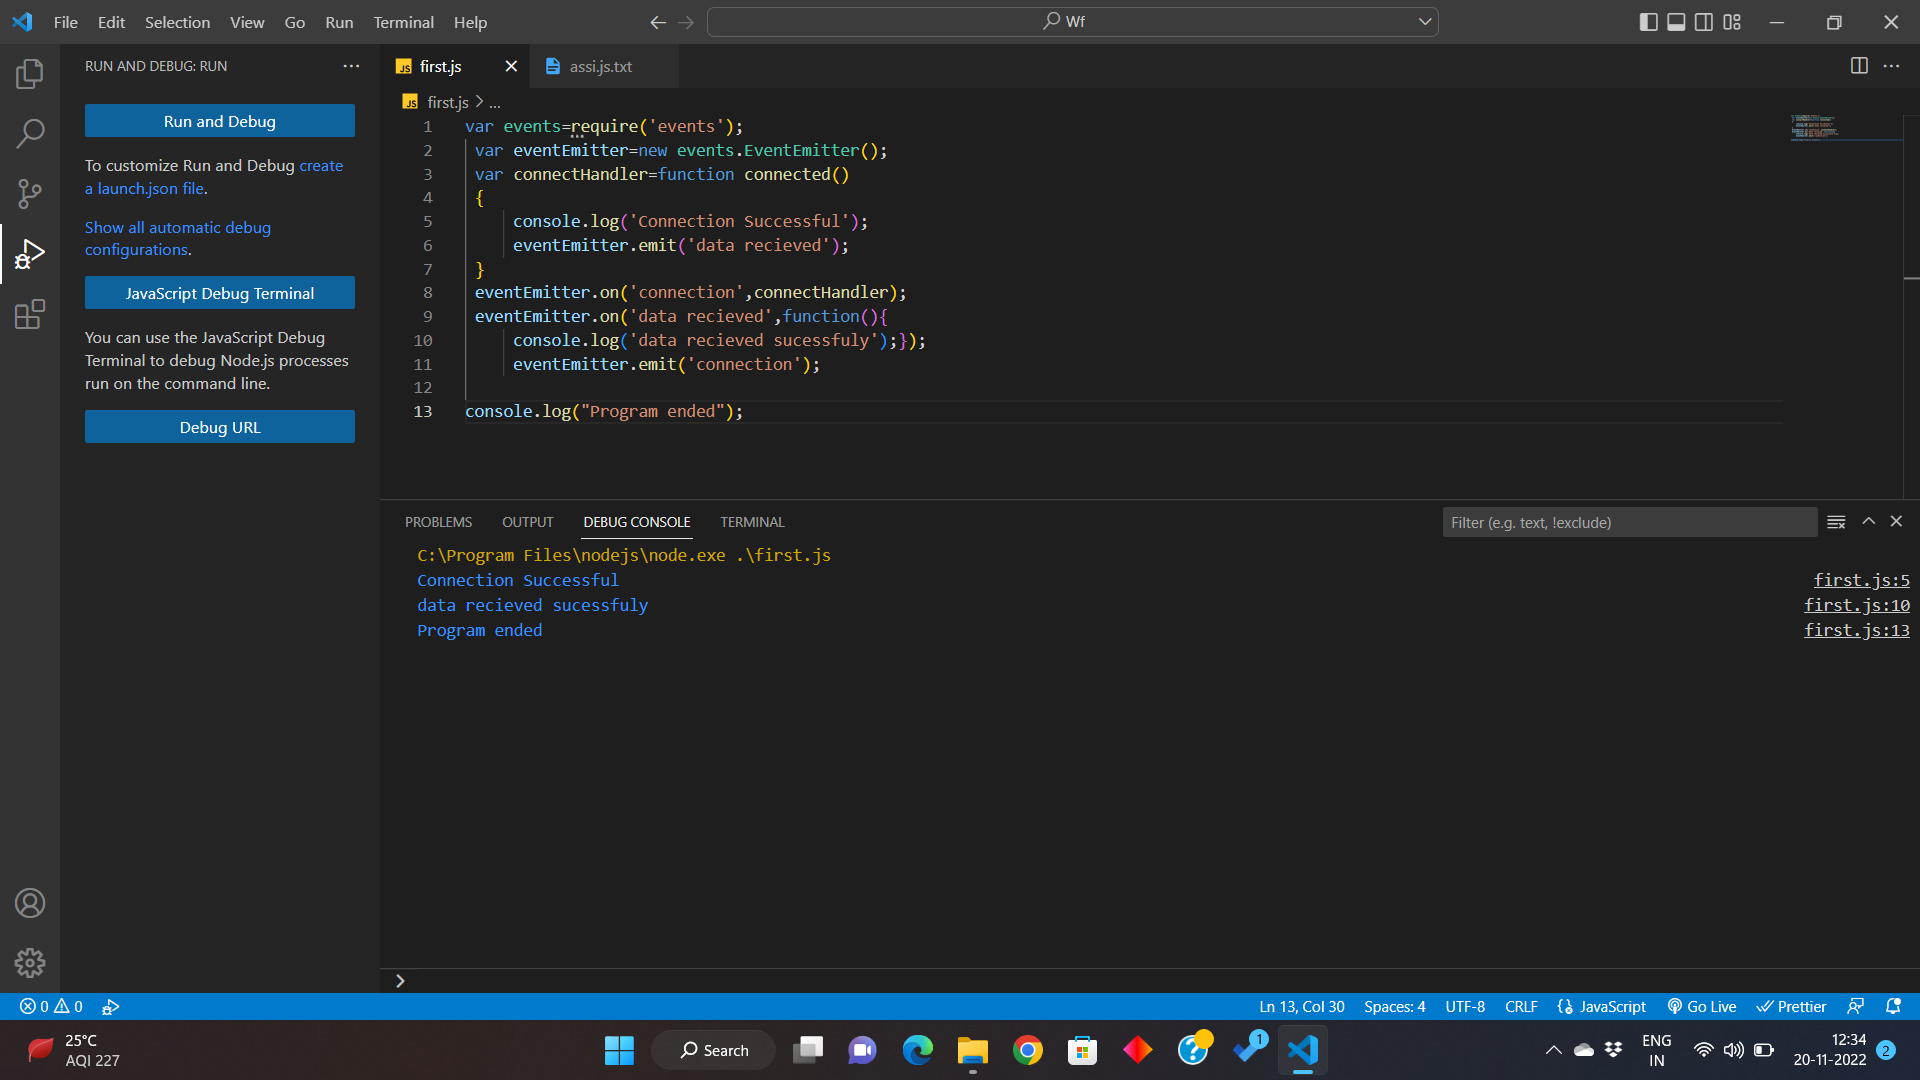 File Edit Selection View Go Run Terminal Help
Wf
RUN AND DEBUG: RUN
Run and Debug
To customize Run and Debug create
a launch.json file.
Show all automatic debug
configurations.
JavaScript Debug Terminal
You can use the JavaScript Debug
Terminal to debug Node.js processes
run on the command line.
Debug URL
JS first.js
assi.js.txt
JS first.js > ...
1 var events=require('events');
2 var eventEmitter=new events.EventEmitter();
3 var connectHandler=function connected()
4 {
5 console.log('Connection Successful');
6 eventEmitter.emit('data recieved');
7 }
8 eventEmitter.on('connection',connectHandler);
9 eventEmitter.on('data recieved',function(){
10 console.log('data recieved sucessfuly');});
11 eventEmitter.emit('connection');
12
13 console.log("Program ended");
PROBLEMS OUTPUT DEBUG CONSOLE TERMINAL
Filter (e.g. text, !exclude)
C:\Program Files\nodejs\node.exe .\first.js
Connection Successful first.js:5
data recieved sucessfuly first.js:10
Program ended first.js:13
0 0
Ln 13, Col 30 Spaces: 4 UTF-8 CRLF JavaScript Go Live Prettier
25°C
AQI 227
Search
1
ENG
IN
12:34
20-11-2022
2